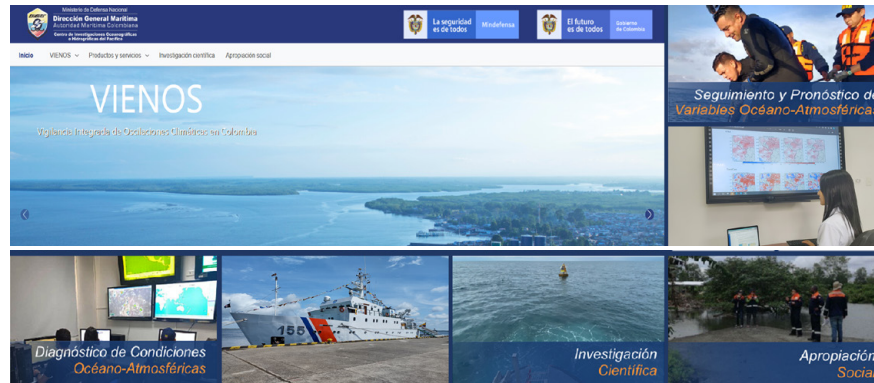 Ministerio de Defensa Nacional
Dirección General Marítima
Autoridad Marítima Colombiana
Centro de Investigaciones Oceanográficas
e Hidrográficas del Pacífico
La seguridad
es de todos
Mindefensa
El futuro
es de todos
Gobierno
de Colombia
Inicio
VIENOS
Productos y servicios
Investigación científica
Apropiación social
VIENOS
Vigilancia Integrada de Oscilaciones Climáticas en Colombia
Seguimiento y Pronóstico de
Variables Océano-Atmosféricas
Diagnóstico de Condiciones
Océano-Atmosféricas
155
Investigación
Científica
Apropiación
Social